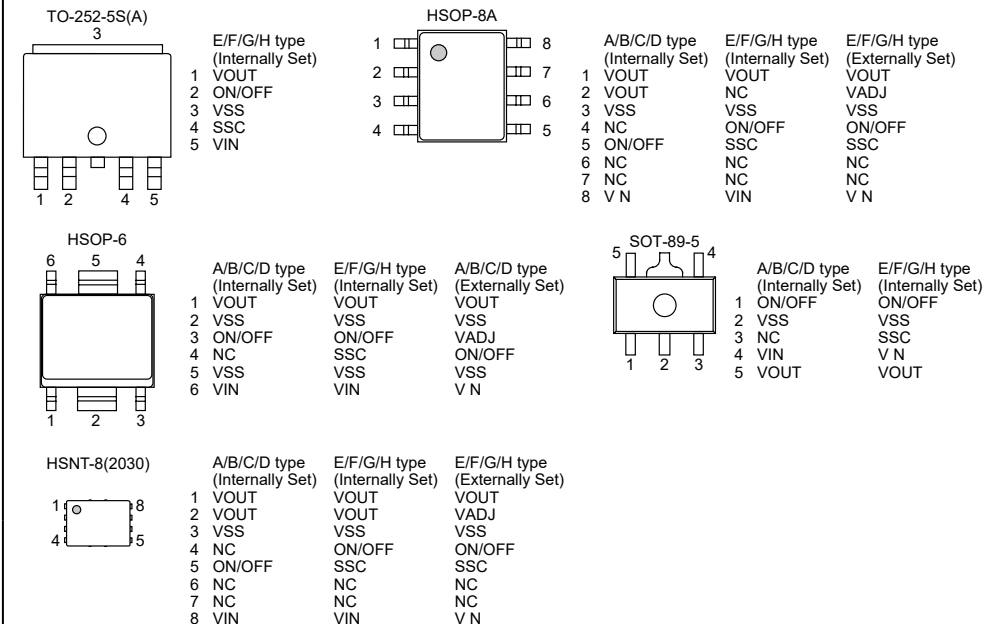 TO-252-5S(A)
3
1 2 4 5
E/F/G/H type
(Internally Set)
1 VOUT
2 ON/OFF
3 VSS
4 SSC
5 VIN
HSOP-8A
1 8
2 7
3 6
4 5
A/B/C/D type E/F/G/H type E/F/G/H type
(Internally Set) (Internally Set) (Externally Set)
1 VOUT VOUT VOUT
2 VOUT NC VADJ
3 VSS VSS VSS
4 NC ON/OFF ON/OFF
5 ON/OFF SSC SSC
6 NC NC NC
7 NC NC NC
8 V N VIN V N
HSOP-6
6 5 4
1 2 3
A/B/C/D type E/F/G/H type A/B/C/D type
(Internally Set) (Internally Set) (Externally Set)
1 VOUT VOUT VOUT
2 VSS VSS VSS
3 ON/OFF ON/OFF VADJ
4 NC SSC ON/OFF
5 VSS VSS VSS
6 VIN VIN V N
SOT-89-5
5 4
1 2 3
A/B/C/D type E/F/G/H type
(Internally Set) (Internally Set)
1 ON/OFF ON/OFF
2 VSS VSS
3 NC SSC
4 VIN V N
5 VOUT VOUT
HSNT-8(2030)
1 8
4 5
A/B/C/D type E/F/G/H type E/F/G/H type
(Internally Set) (Internally Set) (Externally Set)
1 VOUT VOUT VOUT
2 VOUT VOUT VADJ
3 VSS VSS VSS
4 NC ON/OFF ON/OFF
5 ON/OFF SSC SSC
6 NC NC NC
7 NC NC NC
8 VIN VIN V N